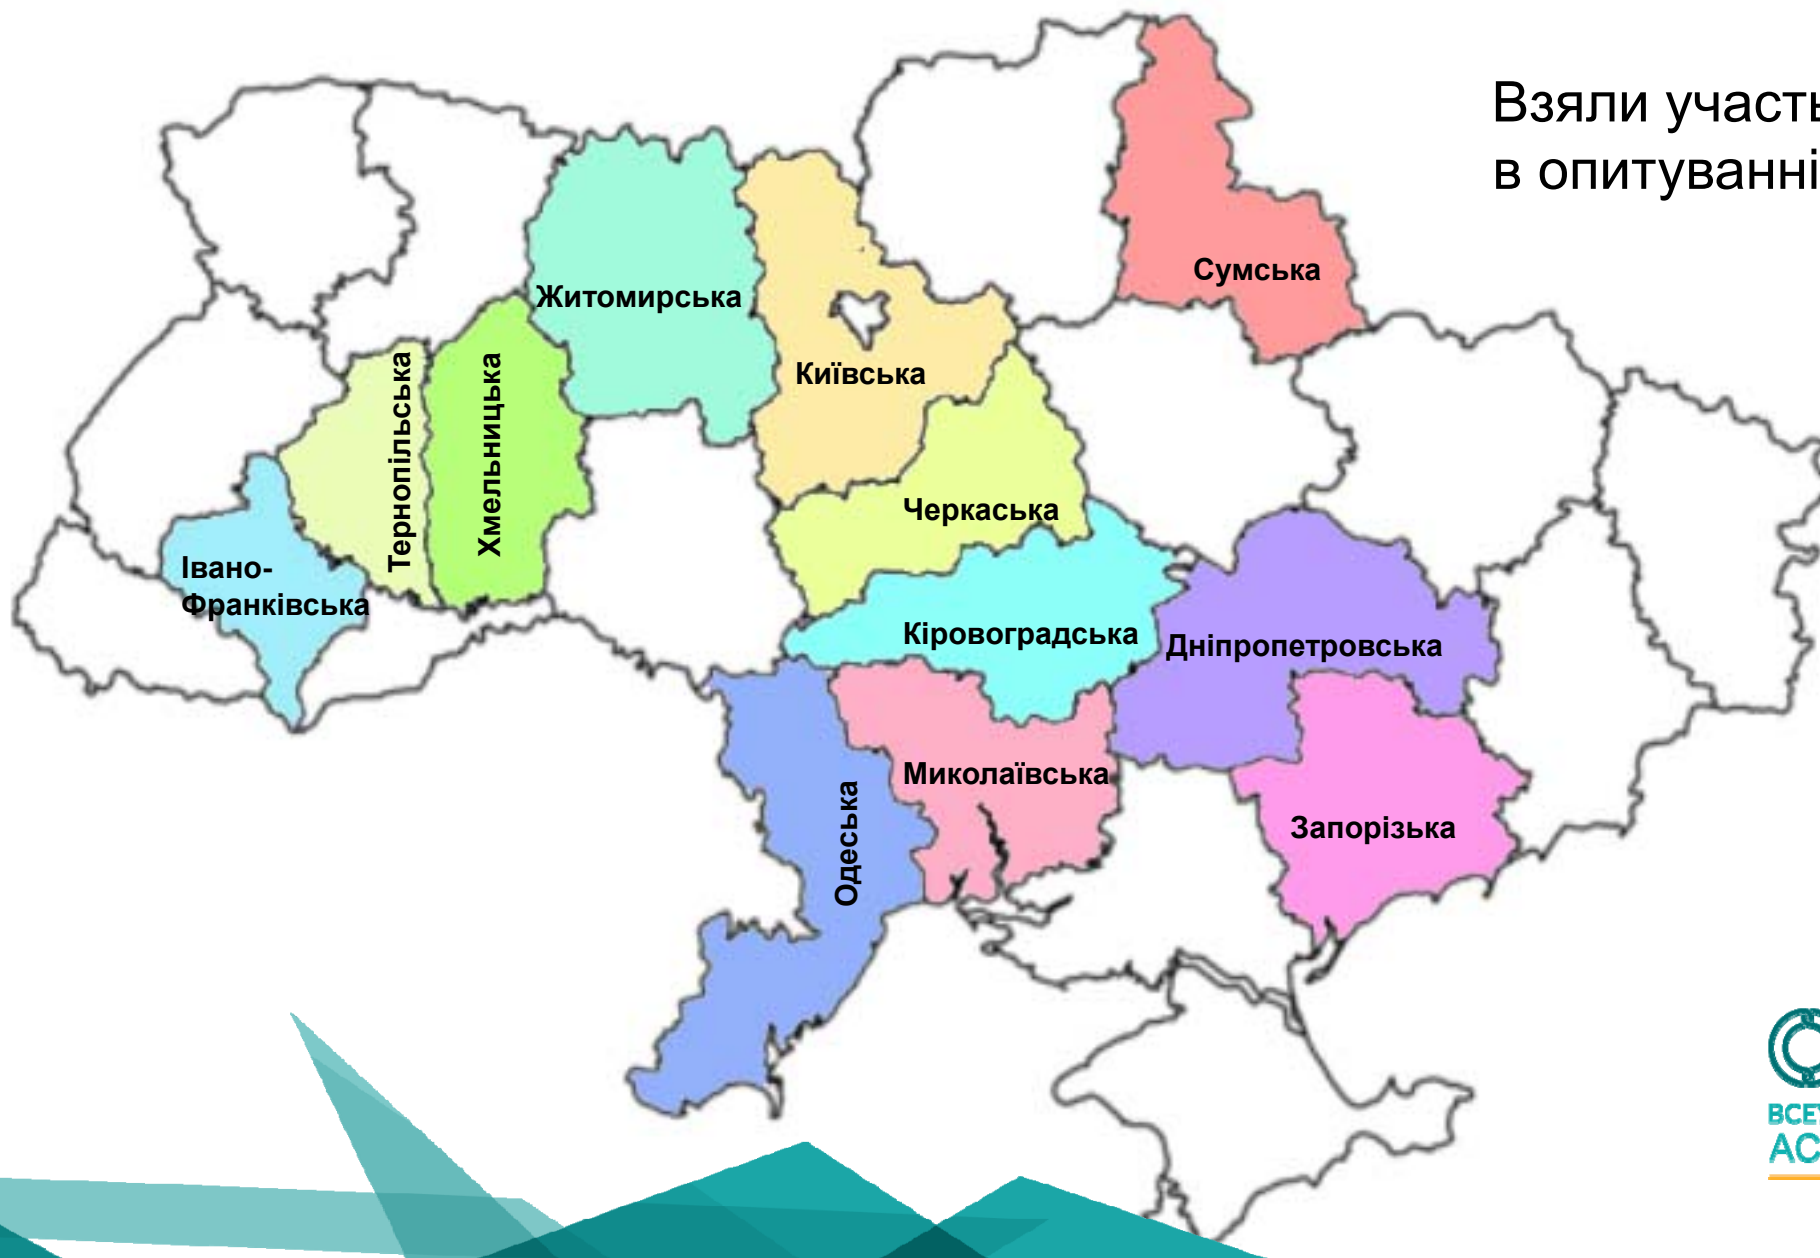 Взяли участь
в опитуванні
Сумська
Житомирська
Київська
Тернопільська
Хмельницька
Черкаська
Івано-
Франківська
Кіровоградська
Дніпропетровська
Миколаївська
Одеська
Запорізька